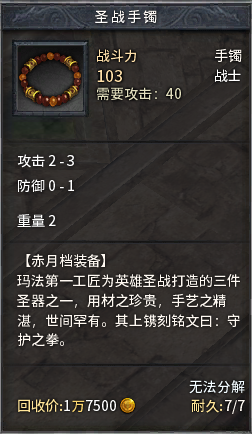 圣战手镯
战斗力 手镯
103 战士
需要攻击：40
攻击 2 - 3
防御 0 - 1
重量 2
【赤月档装备】
玛法第一工匠为英雄圣战打造的三件
圣器之一，用材之珍贵，手艺之精
湛，世间罕有。其上镌刻铭文曰：守
护之拳。
无法分解
回收价:1万7500 耐久:7/7